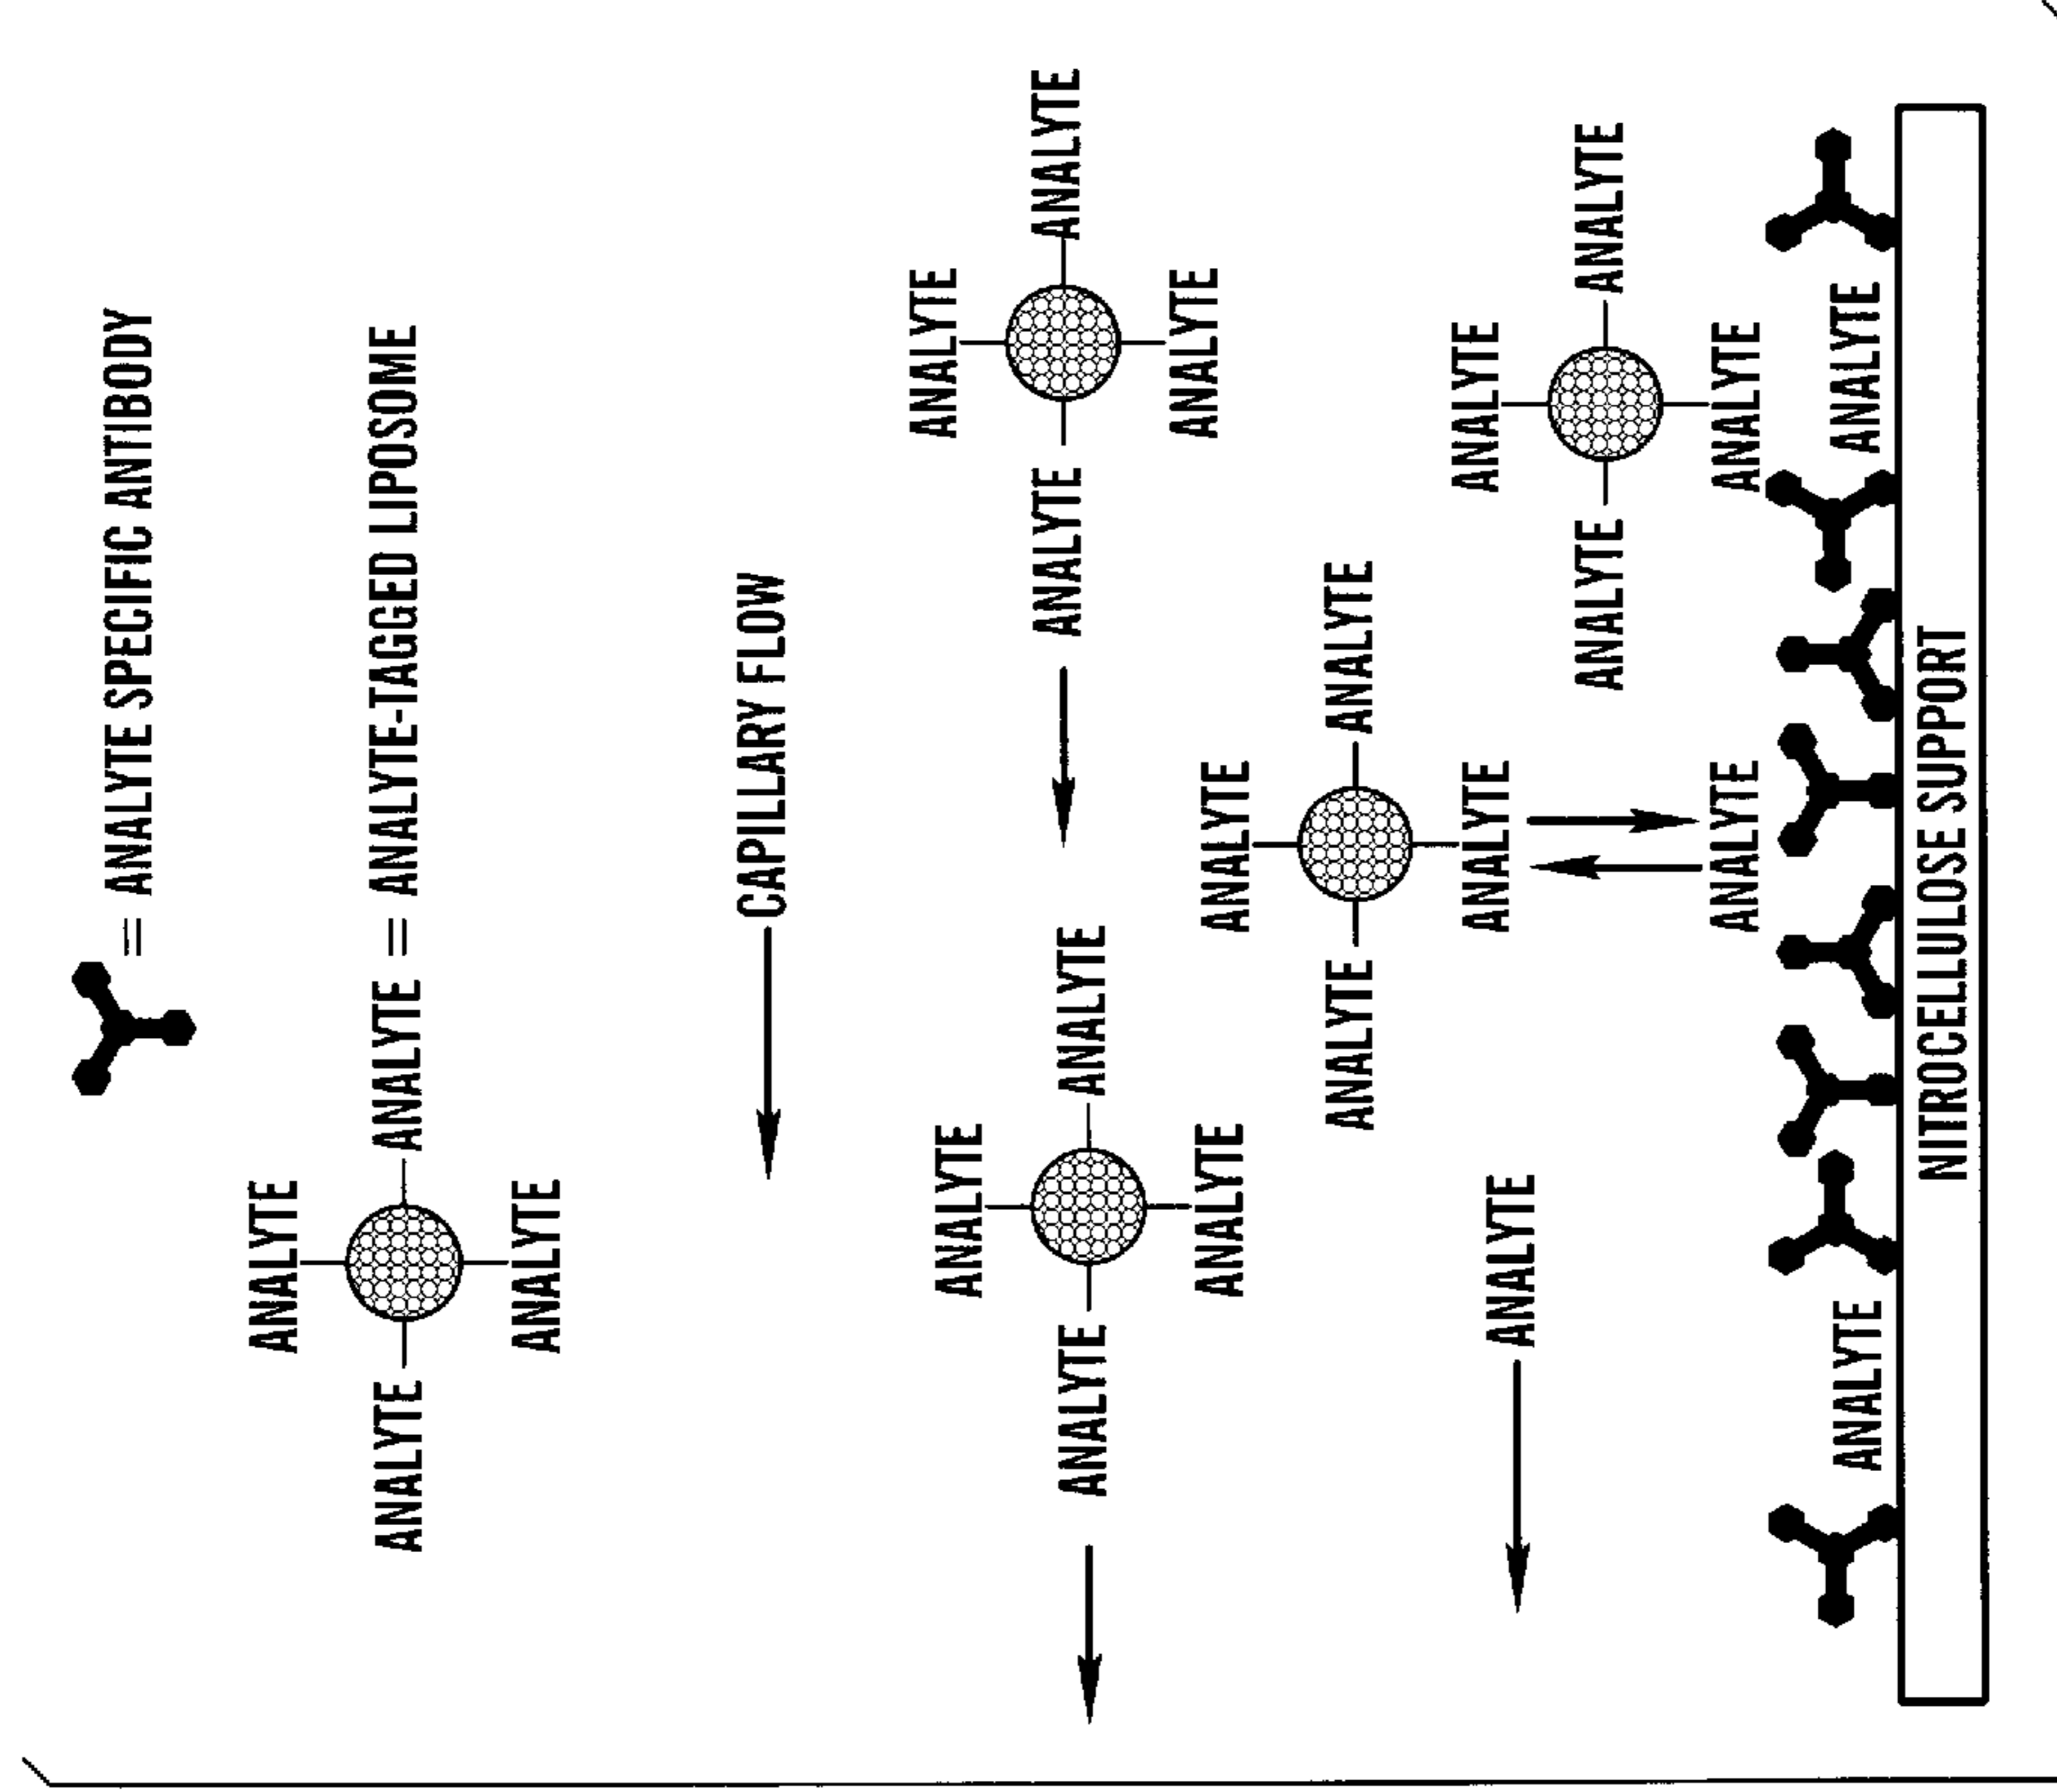 = ANALYTE SPECIFIC ANTIBODY
ANALYTE
ANALYTE ANALYTE = ANALYTE-TAGGED LIPOSOME
ANALYTE
CAPILLARY FLOW
ANALYTE ANALYTE
ANALYTE ANALYTE ANALYTE ANALYTE
ANALYTE ANALYTE ANALYTE
ANALYTE ANALYTE
ANALYTE ANALYTE ANALYTE
ANALYTE ANALYTE
ANALYTE ANALYTE
ANALYTE ANALYTE
NITROCELLULOSE SUPPORT